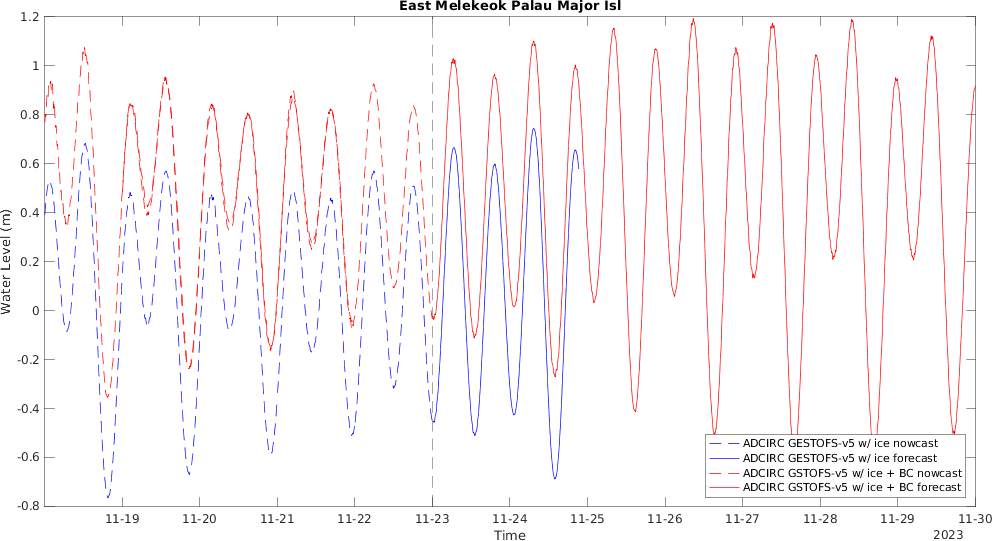 East Melekeok Palau Major Isl
1.2
1
0.8
0.6
0.4
0.2
0
-0.2
-0.4
-0.6
-0.8
Water Level (m)
ADCIRC GESTOFS-v5 w/ ice nowcast
ADCIRC GESTOFS-v5 w/ ice forecast
ADCIRC GSTOFS-v5 w/ ice + BC nowcast
ADCIRC GSTOFS-v5 w/ ice + BC forecast
11-19 11-20 11-21 11-22 11-23 11-24 11-25 11-26 11-27 11-28 11-29 11-30
Time
2023